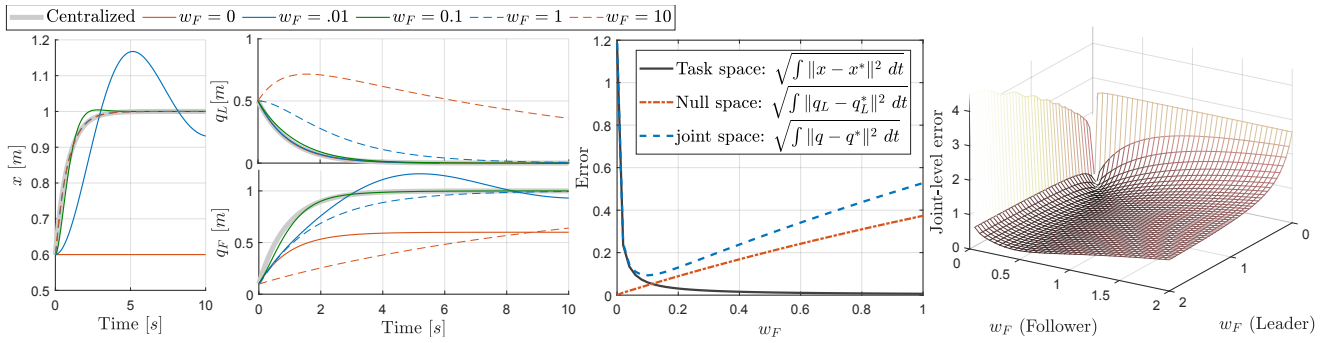 Centralized w_F = 0 w_F = .01 w_F = 0.1 w_F = 1 w_F = 10
1.2
1.1
1.0
0.9
0.8
0.7
0.6
0.5
x [m]
0 5 10
Time [s]
1
0.5
0
q_L[m]
1
0.5
0
q_F [m]
0 2 4 6 8 10
Time [s]
1.2
1
0.8
0.6
0.4
0.2
0
Error
Task space: √∫ ‖x − x*‖² dt
Null space: √∫ ‖q_L − q_L*‖² dt
joint space: √∫ ‖q − q*‖² dt
0 0.2 0.4 0.6 0.8 1
w_F
Joint-level error
4
3
2
1
0
0 0.5 1 1.5 2
w_F (Follower)
0
1
2
w_F (Leader)